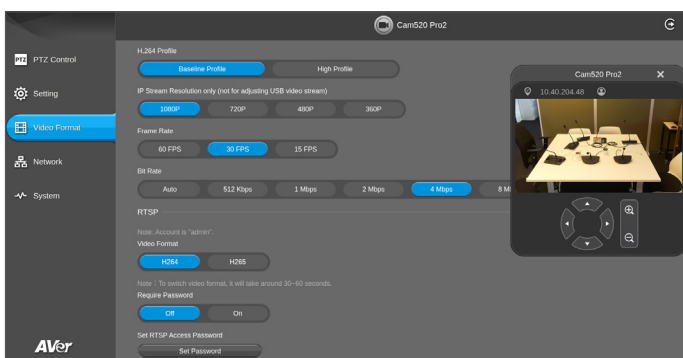 Cam520 Pro2
PTZ PTZ Control
Setting
Video Format
Network
System
AVer
H.264 Profile
Baseline Profile High Profile
IP Stream Resolution only (not for adjusting USB video stream)
1080P 720P 480P 360P
Frame Rate
60 FPS 30 FPS 15 FPS
Bit Rate
Auto 512 Kbps 1 Mbps 2 Mbps 4 Mbps
RTSP
Note: Account is "admin".
Video Format
H264 H265
Note : To switch video format, it will take around 30~60 seconds.
Require Password
Off On
Set RTSP Access Password
Set Password
Cam520 Pro2
10.40.204.48